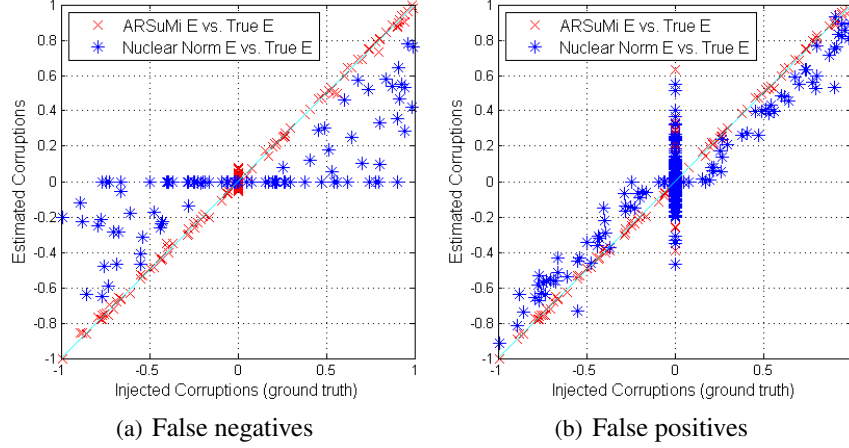 1
0.8
0.6
0.4
0.2
0
-0.2
-0.4
-0.6
-0.8
-1
Estimated Corruptions
ARSuMi E vs. True E
Nuclear Norm E vs. True E
-1 -0.5 0 0.5 1
Injected Corruptions (ground truth)
(a) False negatives
1
0.8
0.6
0.4
0.2
0
-0.2
-0.4
-0.6
-0.8
-1
Estimated Corruptions
ARSuMi E vs. True E
Nuclear Norm E vs. True E
-1 -0.5 0 0.5
Injected Corruptions (ground truth)
(b) False positives